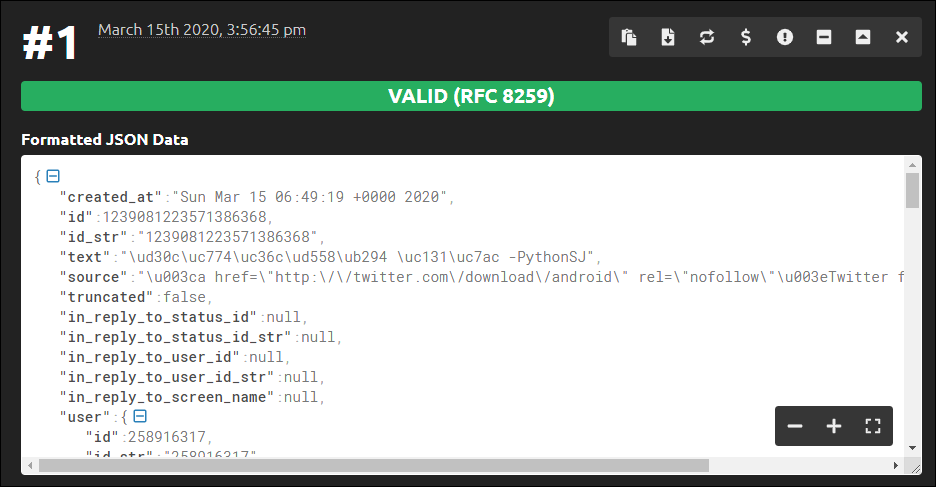 #1
March 15th 2020, 3:56:45 pm
VALID (RFC 8259)
Formatted JSON Data
{
"created_at":"Sun Mar 15 06:49:19 +0000 2020",
"id":1239081223571386368,
"id_str":"1239081223571386368",
"text":"\ud30c\uc774\uc36c\ud558\ub294 \uc131\uc7ac -PythonSJ",
"source":"\u003ca href=\"http:\/\/twitter.com\/download\/android\" rel=\"nofollow\"\u003eTwitter f
"truncated":false,
"in_reply_to_status_id":null,
"in_reply_to_status_id_str":null,
"in_reply_to_user_id":null,
"in_reply_to_user_id_str":null,
"in_reply_to_screen_name":null,
"user":{
"id":258916317,
"id_str":"258916317"